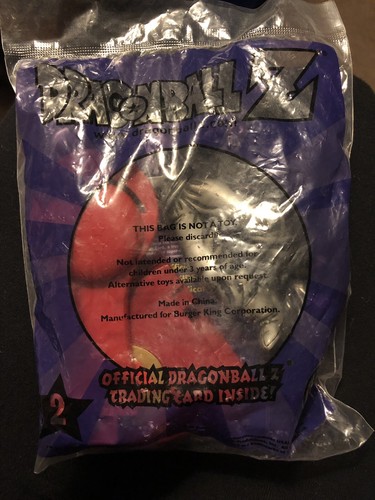 DRAGONBALL Z
THIS BAG IS NOT A TOY.
Please discard.
Not intended or recommended for
children under 3 years of age.
Alternative toys available upon request.
Made in China.
Manufactured for Burger King Corporation.
OFFICIAL DRAGONBALL Z
TRADING CARD INSIDE!
2